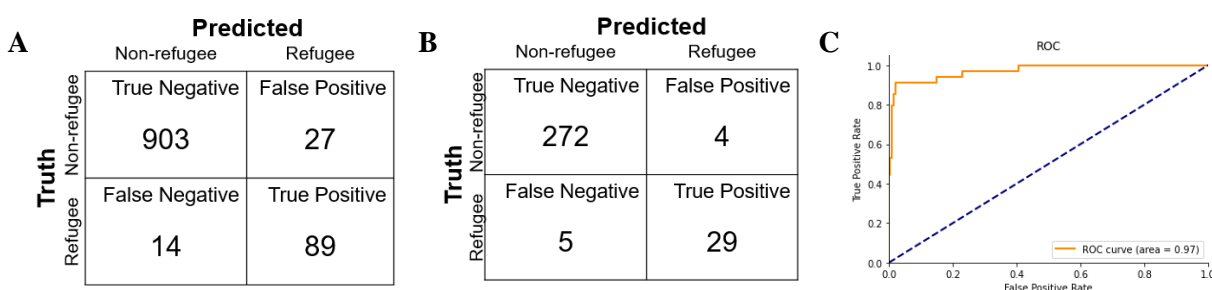 A
Predicted
Non-refugee Refugee
Truth
Non-refugee
Refugee
True Negative False Positive
903 27
False Negative True Positive
14 89
B
Predicted
Non-refugee Refugee
Truth
Non-refugee
Refugee
True Negative False Positive
272 4
False Negative True Positive
5 29
C
ROC
True Positive Rate
1.0
0.8
0.6
0.4
0.2
0.0
ROC curve (area = 0.97)
0.0 0.2 0.4 0.6 0.8 1.0
False Positive Rate